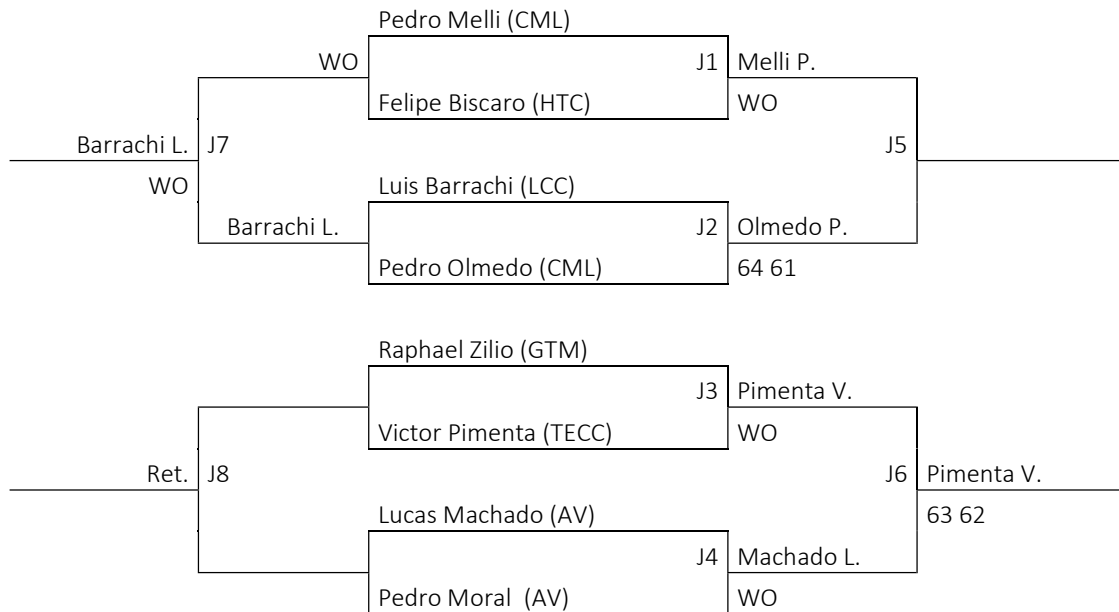 Pedro Melli (CML)
WO J1 Melli P.
Felipe Biscaro (HTC) WO
Barrachi L. J7 J5
WO Luis Barrachi (LCC)
Barrachi L. J2 Olmedo P.
Pedro Olmedo (CML) 64 61
Raphael Zilio (GTM)
J3 Pimenta V.
Victor Pimenta (TECC) WO
Ret. J8 J6 Pimenta V.
Lucas Machado (AV) 63 62
J4 Machado L.
Pedro Moral (AV) WO